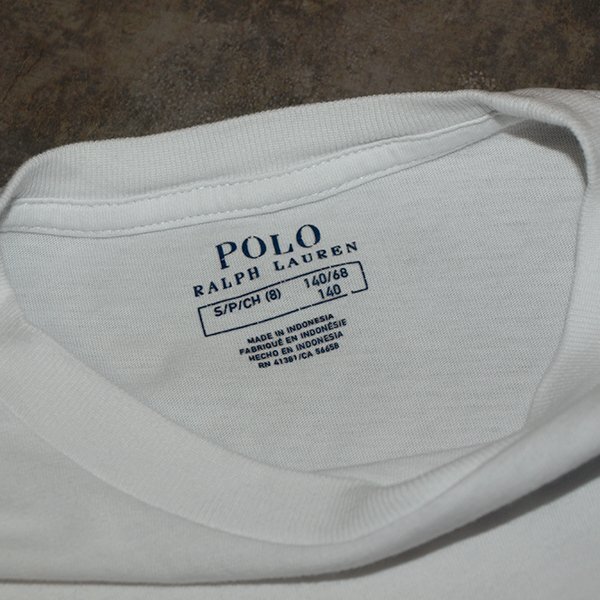 POLO
RALPH LAUREN
S/P/CH (8) 140/68
140
MADE IN INDONESIA
FABRIQUÉ EN INDONÉSIE
HECHO EN INDONESIA
RN 41381/CA 56658